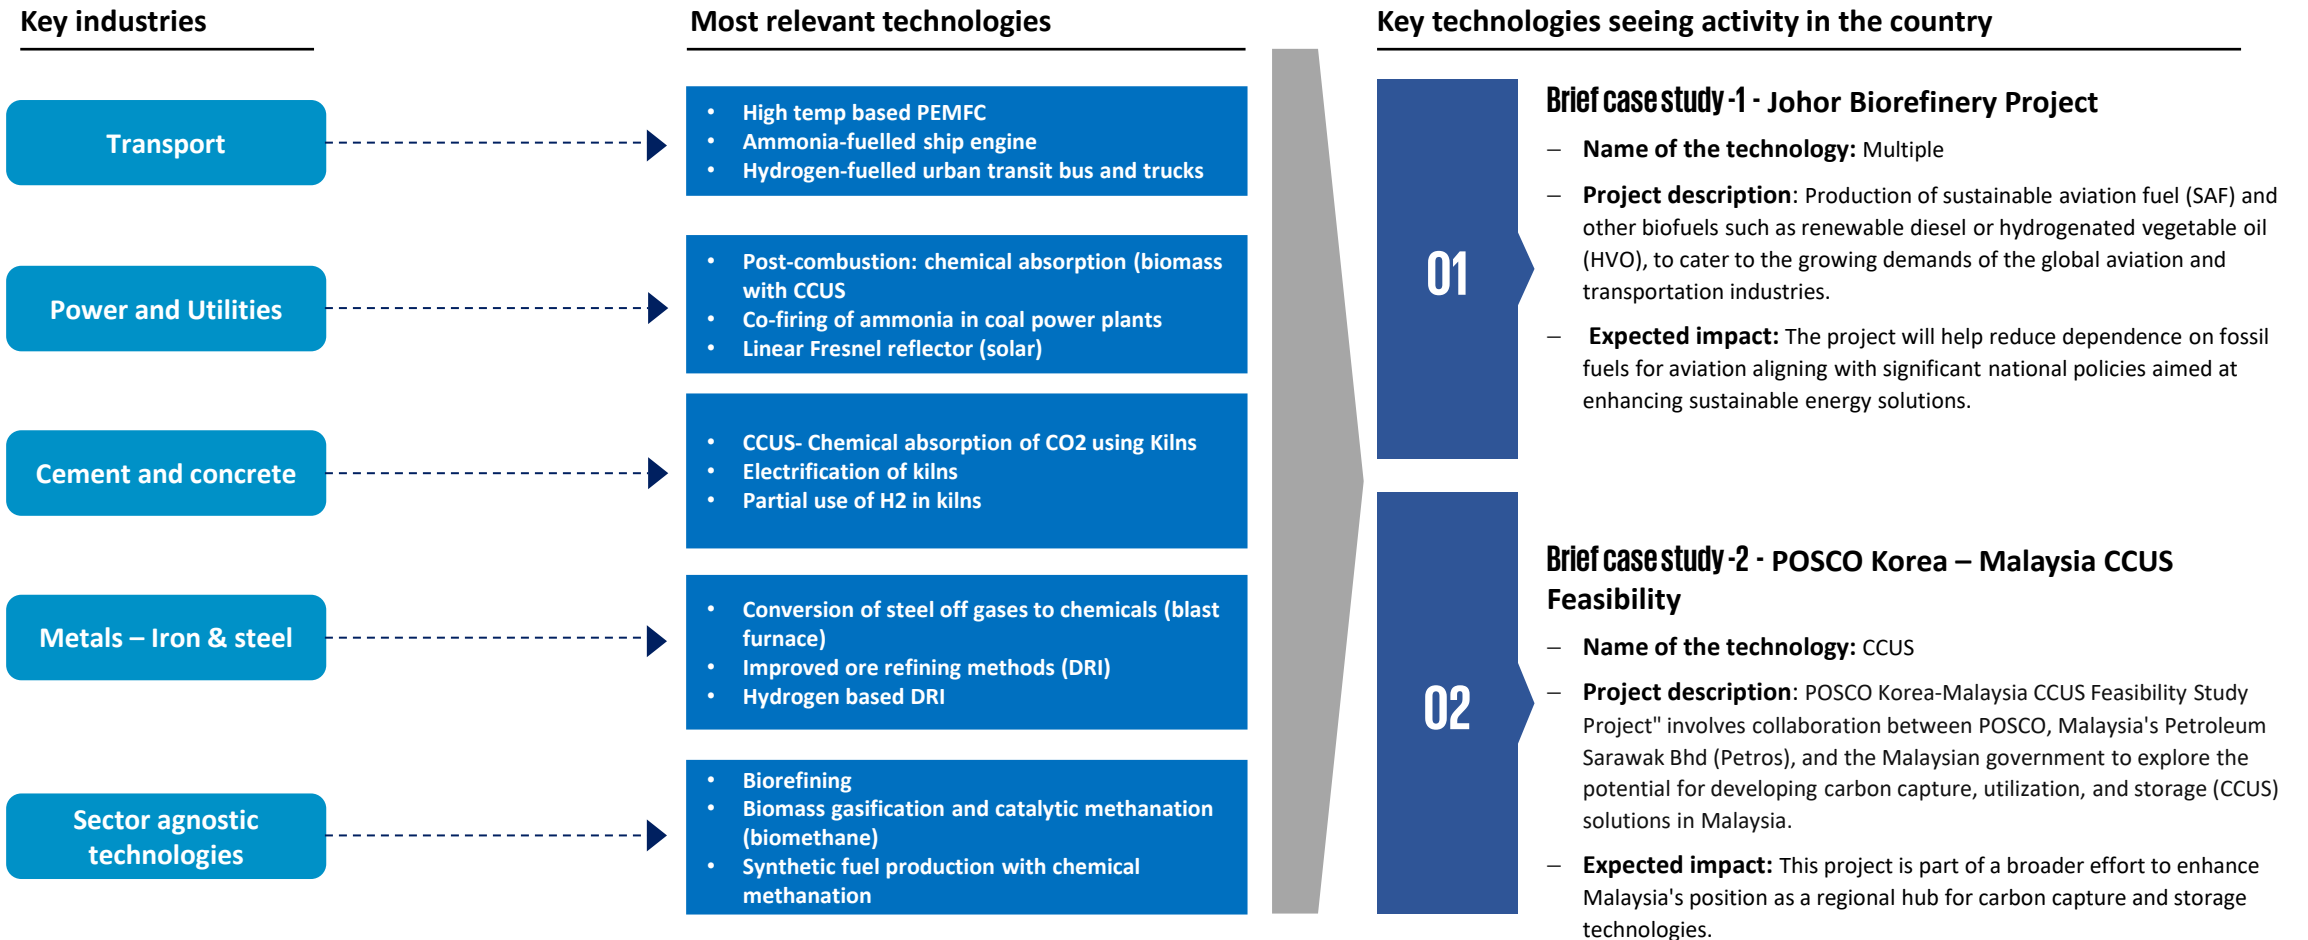 Key industries
Most relevant technologies
Key technologies seeing activity in the country
Transport
• High temp based PEMFC
• Ammonia-fuelled ship engine
• Hydrogen-fuelled urban transit bus and trucks
Power and Utilities
• Post-combustion: chemical absorption (biomass
with CCUS
• Co-firing of ammonia in coal power plants
• Linear Fresnel reflector (solar)
Cement and concrete
• CCUS- Chemical absorption of CO2 using Kilns
• Electrification of kilns
• Partial use of H2 in kilns
Metals – Iron & steel
• Conversion of steel off gases to chemicals (blast
furnace)
• Improved ore refining methods (DRI)
• Hydrogen based DRI
Sector agnostic
technologies
• Biorefining
• Biomass gasification and catalytic methanation
(biomethane)
• Synthetic fuel production with chemical
methanation
01
Brief case study -1 - Johor Biorefinery Project
– Name of the technology: Multiple
– Project description: Production of sustainable aviation fuel (SAF) and
other biofuels such as renewable diesel or hydrogenated vegetable oil
(HVO), to cater to the growing demands of the global aviation and
transportation industries.
– Expected impact: The project will help reduce dependence on fossil
fuels for aviation aligning with significant national policies aimed at
enhancing sustainable energy solutions.
02
Brief case study -2 - POSCO Korea – Malaysia CCUS
Feasibility
– Name of the technology: CCUS
– Project description: POSCO Korea-Malaysia CCUS Feasibility Study
Project" involves collaboration between POSCO, Malaysia's Petroleum
Sarawak Bhd (Petros), and the Malaysian government to explore the
potential for developing carbon capture, utilization, and storage (CCUS)
solutions in Malaysia.
– Expected impact: This project is part of a broader effort to enhance
Malaysia's position as a regional hub for carbon capture and storage
technologies.